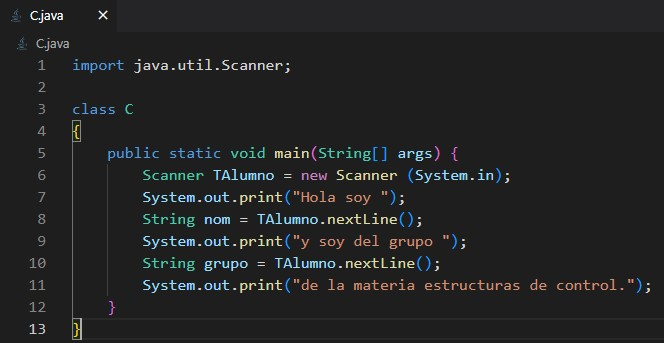 C.java ×
C.java
1 import java.util.Scanner;
2
3 class C
4 {
5 public static void main(String[] args) {
6 Scanner TAlumno = new Scanner (System.in);
7 System.out.print("Hola soy ");
8 String nom = TAlumno.nextLine();
9 System.out.print("y soy del grupo ");
10 String grupo = TAlumno.nextLine();
11 System.out.print("de la materia estructuras de control.");
12 }
13 }